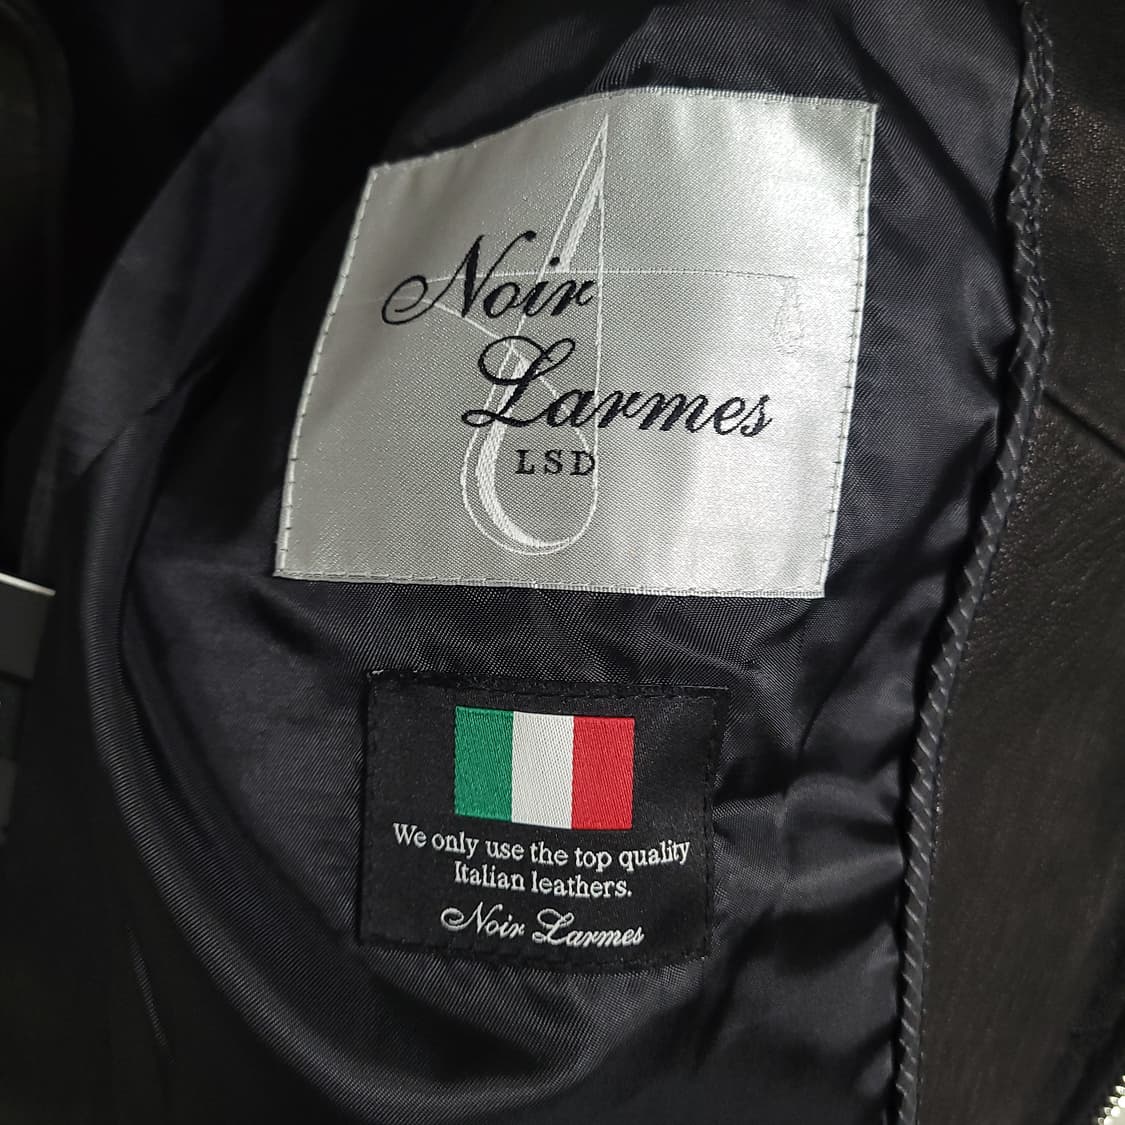 Noir
Larmes
LSD
We only use the top quality
Italian leathers.
Noir Larmes